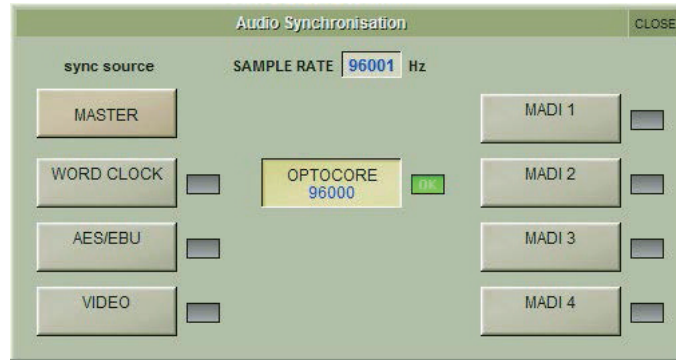 Audio Synchronisation CLOSE
sync source SAMPLE RATE 96001 Hz
MASTER MADI 1
WORD CLOCK OPTOCORE MADI 2
96000 OK
AES/EBU MADI 3
VIDEO MADI 4